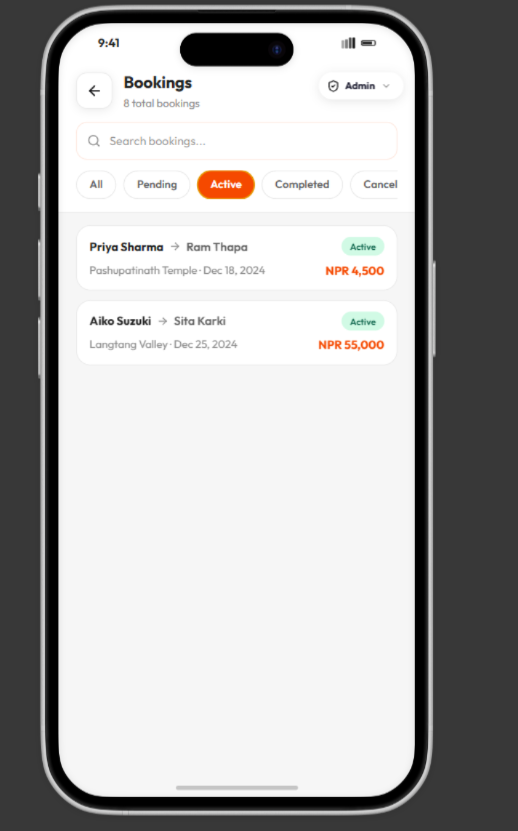 9:41
Bookings
Admin
8 total bookings
Search bookings...
All Pending Active Completed Cancel
Priya Sharma → Ram Thapa Active
Pashupatinath Temple · Dec 18, 2024 NPR 4,500
Aiko Suzuki → Sita Karki Active
Langtang Valley · Dec 25, 2024 NPR 55,000